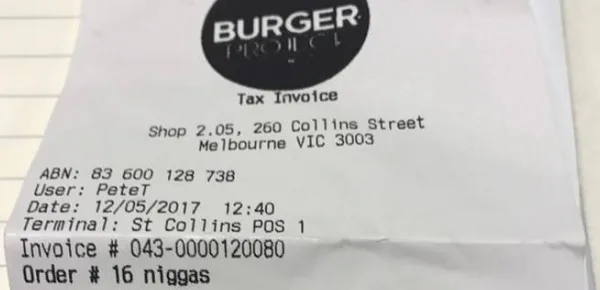 BURGER
PROJECT
Tax Invoice
Shop 2.05, 260 Collins Street
Melbourne VIC 3003
ABN: 83 600 128 738
User: PeteT
Date: 12/05/2017 12:40
Terminal: St Collins POS 1
Invoice # 043-0000120080
Order # 16 niggas